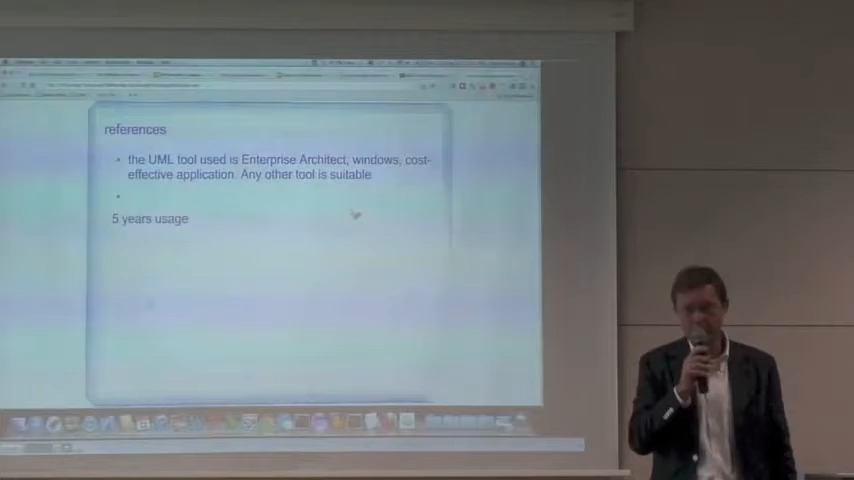 references
• the UML tool used is Enterprise Architect, windows, cost-
effective application. Any other tool is suitable
•
5 years usage